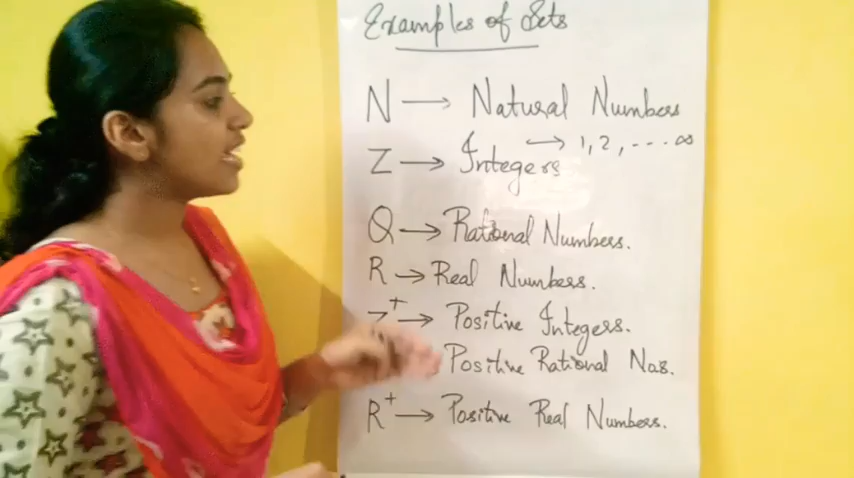 Examples of Sets
N → Natural Numbers
→ 1, 2, - - - . ∞
Z → Integers
Q → Rational Numbers.
R → Real Numbers.
Z⁺ → Positive Integers.
Positive Rational Nos.
R⁺ → Positive Real Numbers.